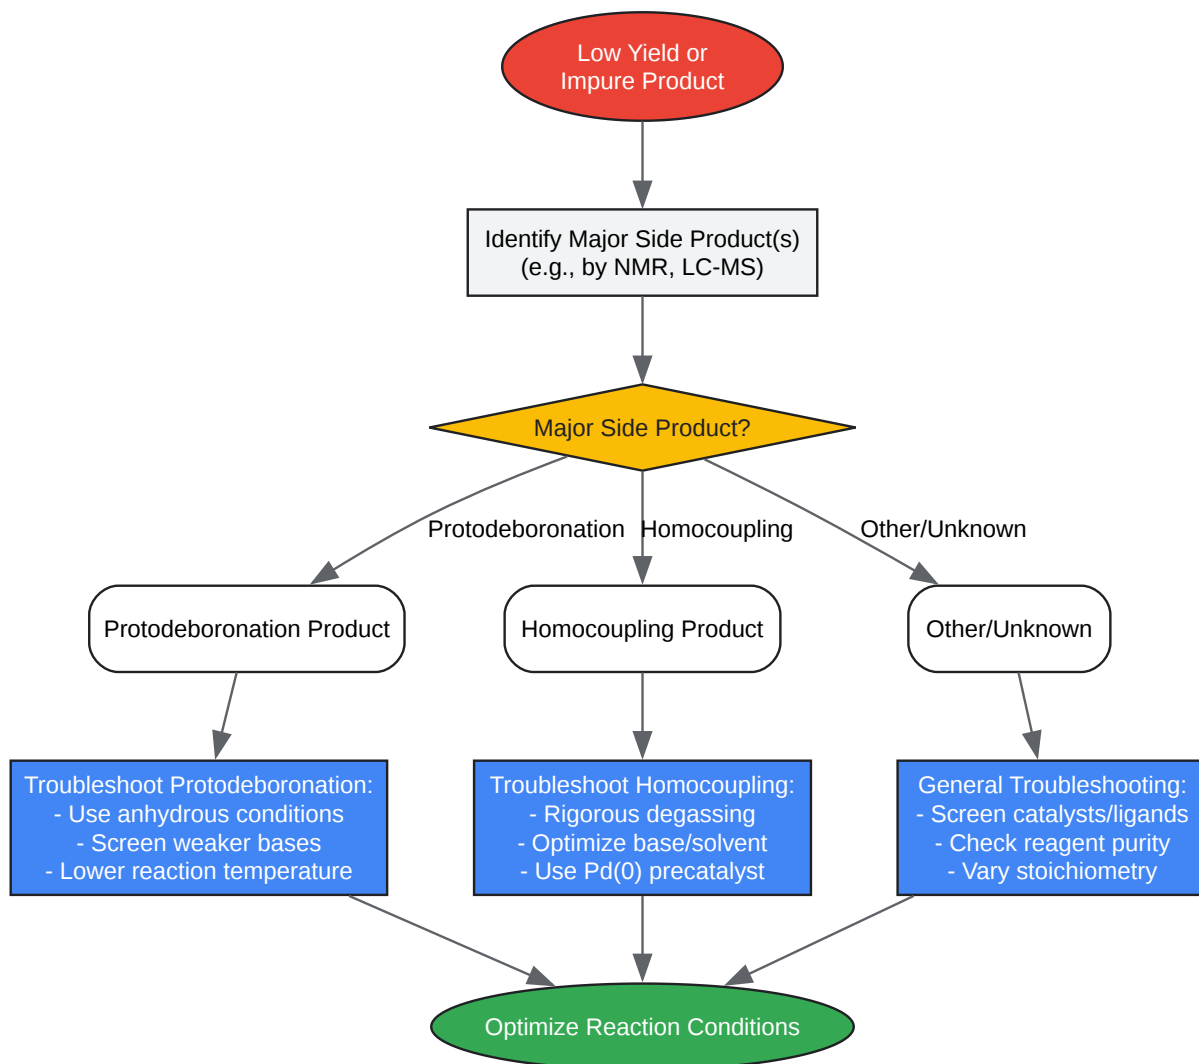 Low Yield or
Impure Product
Identify Major Side Product(s)
(e.g., by NMR, LC-MS)
Major Side Product?
Protodeboronation
Homocoupling
Other/Unknown
Protodeboronation Product
Homocoupling Product
Other/Unknown
Troubleshoot Protodeboronation:
- Use anhydrous conditions
- Screen weaker bases
- Lower reaction temperature
Troubleshoot Homocoupling:
- Rigorous degassing
- Optimize base/solvent
- Use Pd(0) precatalyst
General Troubleshooting:
- Screen catalysts/ligands
- Check reagent purity
- Vary stoichiometry
Optimize Reaction Conditions